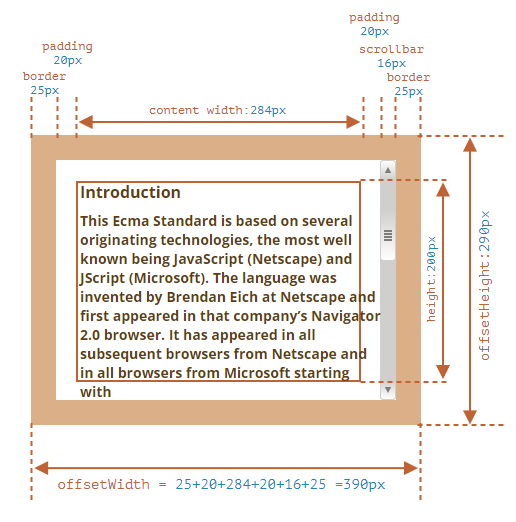 padding
20px
padding
20px
scrollbar
16px
border
25px
border
25px
content width:284px
Introduction
This Ecma Standard is based on several
originating technologies, the most well
known being JavaScript (Netscape) and
JScript (Microsoft). The language was
invented by Brendan Eich at Netscape and
first appeared in that company’s Navigator
2.0 browser. It has appeared in all
subsequent browsers from Netscape and
in all browsers from Microsoft starting
with
height:200px
offsetHeight:290px
offsetWidth = 25+20+284+20+16+25 =390px